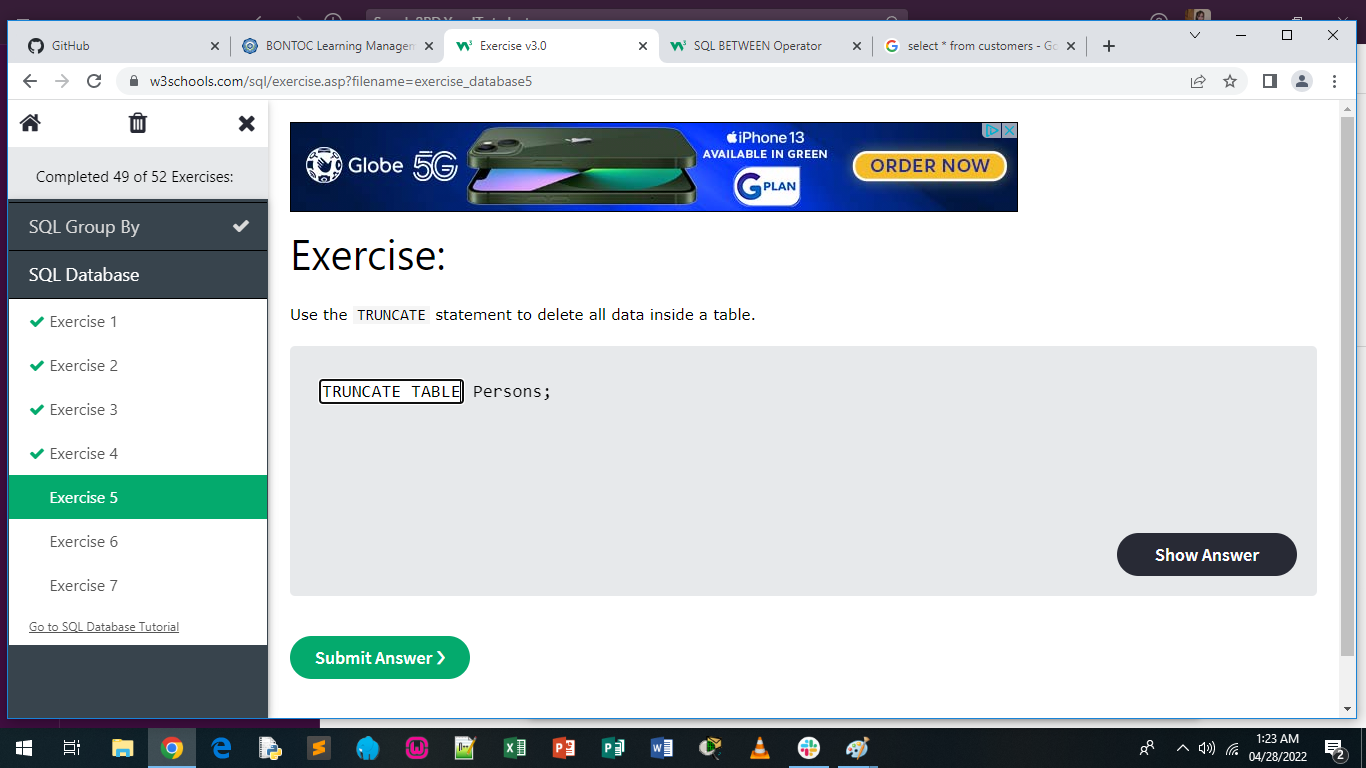 GitHub
BONTOC Learning Managem
Exercise v3.0
SQL BETWEEN Operator
select * from customers - Go
w3schools.com/sql/exercise.asp?filename=exercise_database5
Completed 49 of 52 Exercises:
SQL Group By
SQL Database
Exercise 1
Exercise 2
Exercise 3
Exercise 4
Exercise 5
Exercise 6
Exercise 7
Go to SQL Database Tutorial
Globe 5G
iPhone 13
AVAILABLE IN GREEN
GPLAN
ORDER NOW
Exercise:
Use the TRUNCATE statement to delete all data inside a table.
TRUNCATE TABLE Persons;
Show Answer
Submit Answer ❯
1:23 AM
04/28/2022
2